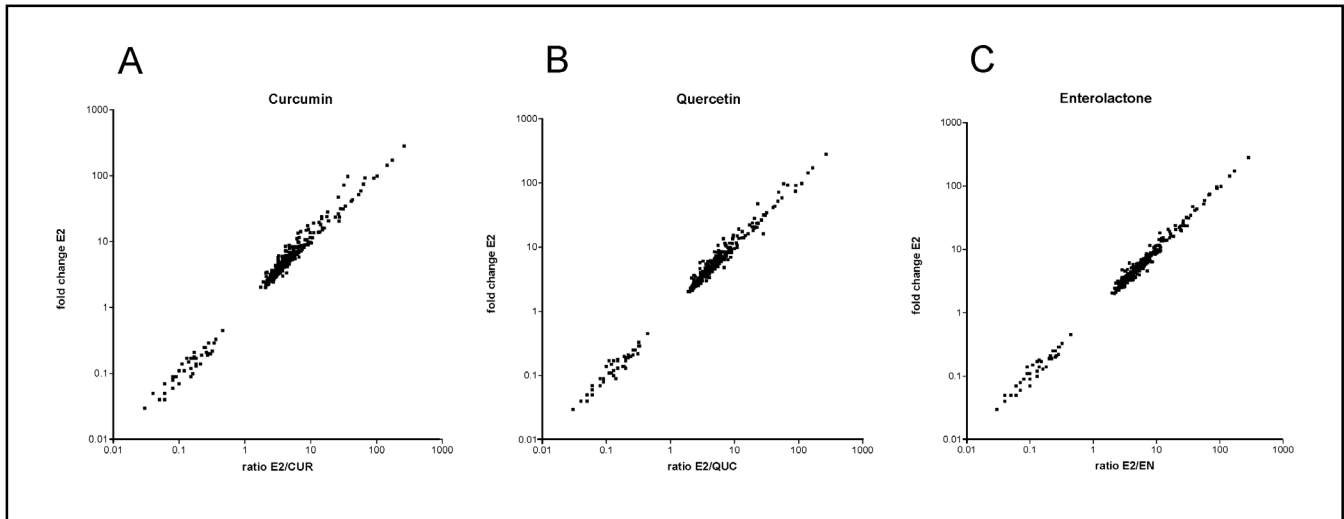 A
Curcumin
fold change E2
1000
100
10
1
0.1
0.01
0.01 0.1 1 10 100 1000
ratio E2/CUR
B
Quercetin
fold change E2
1000
100
10
1
0.1
0.01
0.01 0.1 1 10 100 1000
ratio E2/QUC
C
Enterolactone
fold change E2
1000
100
10
1
0.1
0.01
0.01 0.1 1 10 100 1000
ratio E2/EN